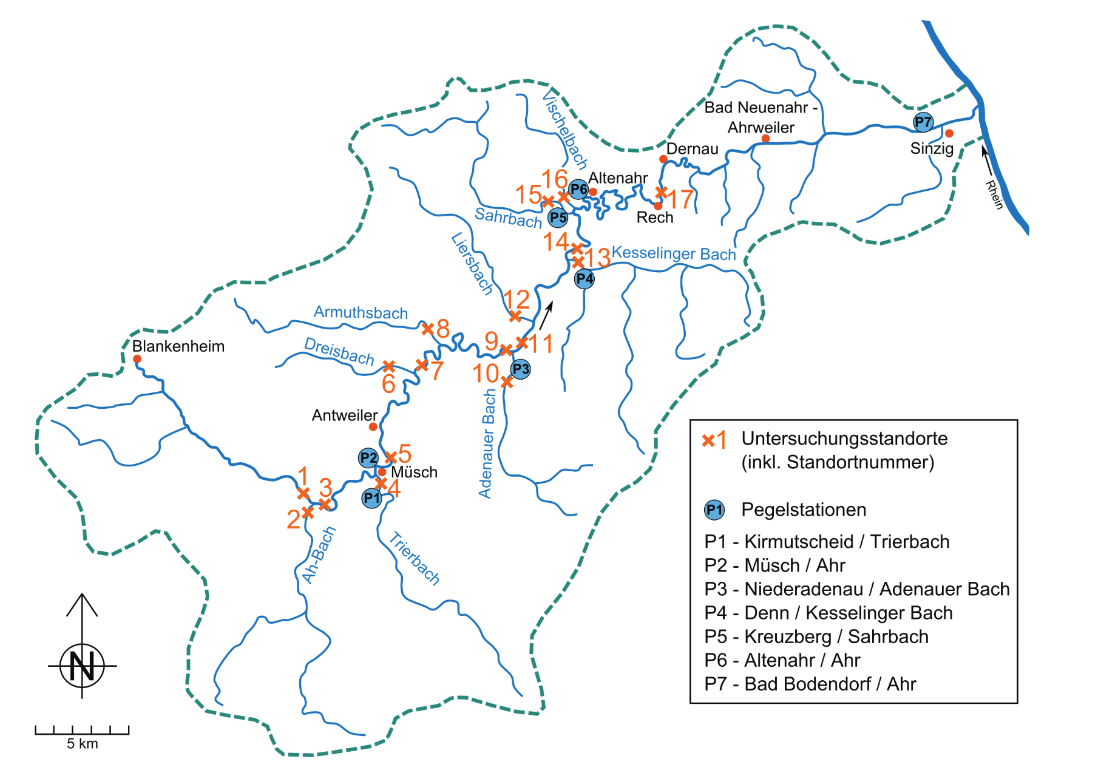 Vischelbach
Bad Neuenahr -
Ahrweiler
P7
Sinzig
Dernau
Rhein
16
P6
Altenahr
15
17
Sahrbach
P5
Rech
14
Kesselinger Bach
13
Liersbach
P4
12
Armuthsbach
8
9
11
Blankenheim
Dreisbach
7
P3
6
10
Antweiler
Adenauer Bach
5
P2
Müsch
1
3
4
P1
2
Ah-Bach
Trierbach
N
5 km
1 Untersuchungsstandorte
(inkl. Standortnummer)
P1 Pegelstationen
P1 - Kirmutscheid / Trierbach
P2 - Müsch / Ahr
P3 - Niederadenau / Adenauer Bach
P4 - Denn / Kesselinger Bach
P5 - Kreuzberg / Sahrbach
P6 - Altenahr / Ahr
P7 - Bad Bodendorf / Ahr